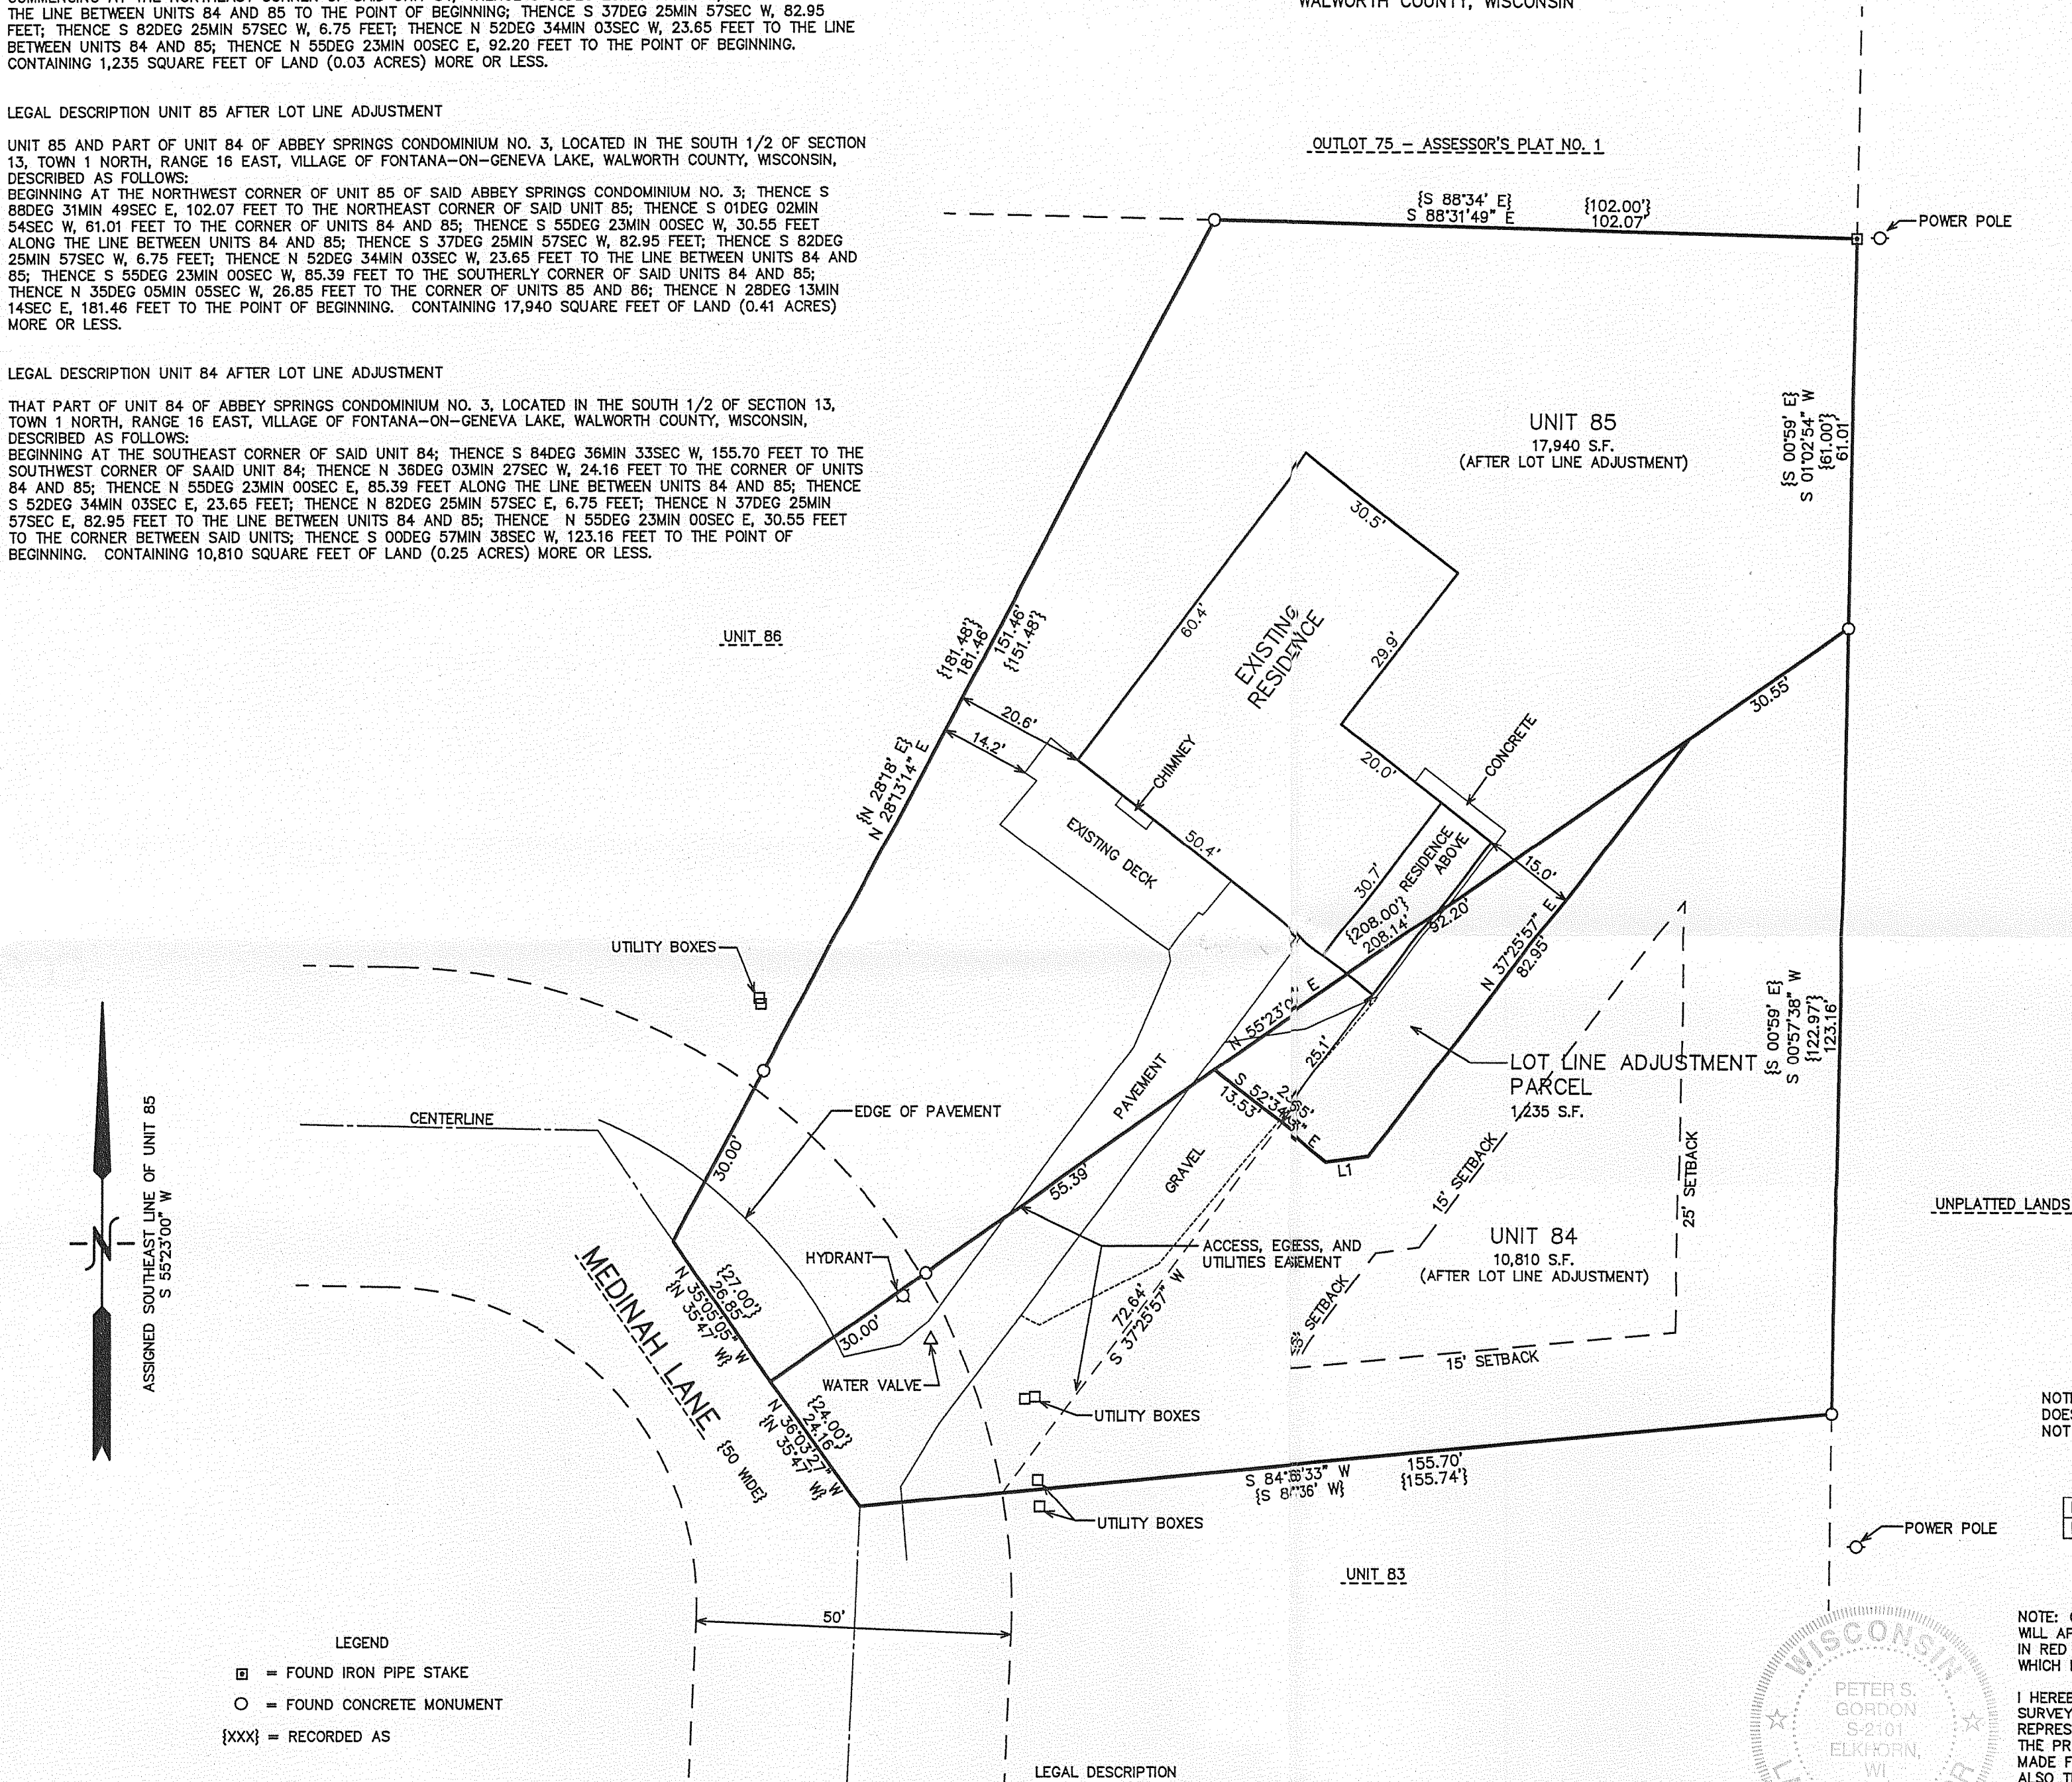 THE LINE BETWEEN UNITS 84 AND 85 TO THE POINT OF BEGINNING; THENCE S 37DEG 25MIN 57SEC W, 82.95
FEET; THENCE S 82DEG 25MIN 57SEC W, 6.75 FEET; THENCE N 52DEG 34MIN 03SEC W, 23.65 FEET TO THE LINE
BETWEEN UNITS 84 AND 85; THENCE N 55DEG 23MIN 00SEC E, 92.20 FEET TO THE POINT OF BEGINNING.
CONTAINING 1,235 SQUARE FEET OF LAND (0.03 ACRES) MORE OR LESS.
LEGAL DESCRIPTION UNIT 85 AFTER LOT LINE ADJUSTMENT
UNIT 85 AND PART OF UNIT 84 OF ABBEY SPRINGS CONDOMINIUM NO. 3, LOCATED IN THE SOUTH 1/2 OF SECTION
13, TOWN 1 NORTH, RANGE 16 EAST, VILLAGE OF FONTANA-ON-GENEVA LAKE, WALWORTH COUNTY, WISCONSIN,
DESCRIBED AS FOLLOWS:
BEGINNING AT THE NORTHWEST CORNER OF UNIT 85 OF SAID ABBEY SPRINGS CONDOMINIUM NO. 3; THENCE S
88DEG 31MIN 49SEC E, 102.07 FEET TO THE NORTHEAST CORNER OF SAID UNIT 85; THENCE S 01DEG 02MIN
54SEC W, 61.01 FEET TO THE CORNER OF UNITS 84 AND 85; THENCE S 55DEG 23MIN 00SEC W, 30.55 FEET
ALONG THE LINE BETWEEN UNITS 84 AND 85; THENCE S 37DEG 25MIN 57SEC W, 82.95 FEET; THENCE S 82DEG
25MIN 57SEC W, 6.75 FEET; THENCE N 52DEG 34MIN 03SEC W, 23.65 FEET TO THE LINE BETWEEN UNITS 84 AND
85; THENCE S 55DEG 23MIN 00SEC W, 85.39 FEET TO THE SOUTHERLY CORNER OF SAID UNITS 84 AND 85;
THENCE N 35DEG 05MIN 05SEC W, 26.85 FEET TO THE CORNER OF UNITS 85 AND 86; THENCE N 28DEG 13MIN
14SEC E, 181.46 FEET TO THE POINT OF BEGINNING. CONTAINING 17,940 SQUARE FEET OF LAND (0.41 ACRES)
MORE OR LESS.
LEGAL DESCRIPTION UNIT 84 AFTER LOT LINE ADJUSTMENT
THAT PART OF UNIT 84 OF ABBEY SPRINGS CONDOMINIUM NO. 3, LOCATED IN THE SOUTH 1/2 OF SECTION 13,
TOWN 1 NORTH, RANGE 16 EAST, VILLAGE OF FONTANA-ON-GENEVA LAKE, WALWORTH COUNTY, WISCONSIN,
DESCRIBED AS FOLLOWS:
BEGINNING AT THE SOUTHEAST CORNER OF SAID UNIT 84; THENCE S 84DEG 36MIN 33SEC W, 155.70 FEET TO THE
SOUTHWEST CORNER OF SAAID UNIT 84; THENCE N 36DEG 03MIN 27SEC W, 24.16 FEET TO THE CORNER OF UNITS
84 AND 85; THENCE N 55DEG 23MIN 00SEC E, 85.39 FEET ALONG THE LINE BETWEEN UNITS 84 AND 85; THENCE
S 52DEG 34MIN 03SEC E, 23.65 FEET; THENCE N 82DEG 25MIN 57SEC E, 6.75 FEET; THENCE N 37DEG 25MIN
57SEC E, 82.95 FEET TO THE LINE BETWEEN UNITS 84 AND 85; THENCE N 55DEG 23MIN 00SEC E, 30.55 FEET
TO THE CORNER BETWEEN SAID UNITS; THENCE S 00DEG 57MIN 38SEC W, 123.16 FEET TO THE POINT OF
BEGINNING. CONTAINING 10,810 SQUARE FEET OF LAND (0.25 ACRES) MORE OR LESS.
WALWORTH COUNTY, WISCONSIN
OUTLOT 75 - ASSESSOR'S PLAT NO. 1
{S 88°34' E} {102.00'}
S 88°31'49" E 102.07'
POWER POLE
UNIT 85
17,940 S.F.
(AFTER LOT LINE ADJUSTMENT)
{S 00°59' E}
S 01°02'54" W
{61.00'}
61.01'
30.5'
60.4'
EXISTING
RESIDENCE
29.9'
UNIT 86
{181.48'}
181.46'
151.46'
{151.48'}
20.6'
14.2'
{N 28°18' E}
N 28°13'14" E
CHIMNEY
20.0'
CONCRETE
30.55'
EXISTING DECK
50.4'
30.7'
RESIDENCE
ABOVE
15.0'
{208.00'}
208.14'
92.20'
N 37°25'57" E
82.95'
UTILITY BOXES
N 55°23'0 " E
25.1'
{S 00°59' E}
S 00°57'38" W
{122.97'}
123.16'
LOT LINE ADJUSTMENT
PARCEL
1,235 S.F.
S 52°34' " E
13.53'
L1
PAVEMENT
GRAVEL
EDGE OF PAVEMENT
CENTERLINE
30.00'
55.39'
15' SETBACK
25' SETBACK
UNPLATTED LANDS
ASSIGNED SOUTHEAST LINE OF UNIT 85
S 55°23'00" W
N
HYDRANT
ACCESS, EGRESS, AND
UTILITIES EASEMENT
UNIT 84
10,810 S.F.
(AFTER LOT LINE ADJUSTMENT)
MEDINAH LANE {50 WIDE}
{27.00'}
26.85'
N 35°05'05" W
{N 35°47' W}
30.00'
72.64'
S 37°25'57" W
SETBACK
15' SETBACK
WATER VALVE
{24.00'}
24.16'
N 36°03'27" W
{N 35°47' W}
UTILITY BOXES
155.70'
{155.74'}
S 84° '33" W
{S 8 °36' W}
UTILITY BOXES
NOT
DOES
NOT
POWER POLE
UNIT 83
50'
LEGEND
= FOUND IRON PIPE STAKE
= FOUND CONCRETE MONUMENT
{XXX} = RECORDED AS
LEGAL DESCRIPTION
WISCONSIN
PETER S.
GORDON
S-2101
ELKHORN,
WI
NOTE:
WILL
IN RED
WHICH
I
SURVEY
THE
MADE
ALSO